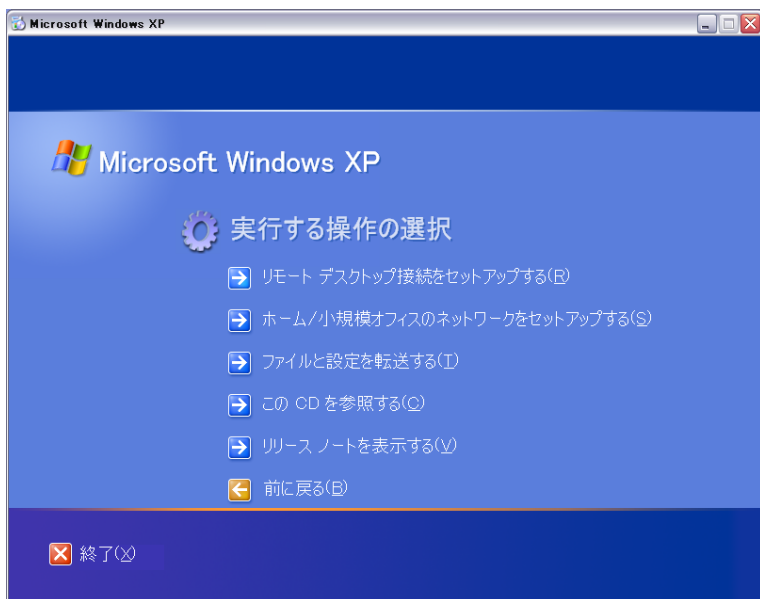 Microsoft Windows XP
Microsoft Windows XP
実行する操作の選択
リモート デスクトップ接続をセットアップする(R)
ホーム/小規模オフィスのネットワークをセットアップする(S)
ファイルと設定を転送する(T)
この CD を参照する(C)
リリース ノートを表示する(V)
前に戻る(B)
終了(X)